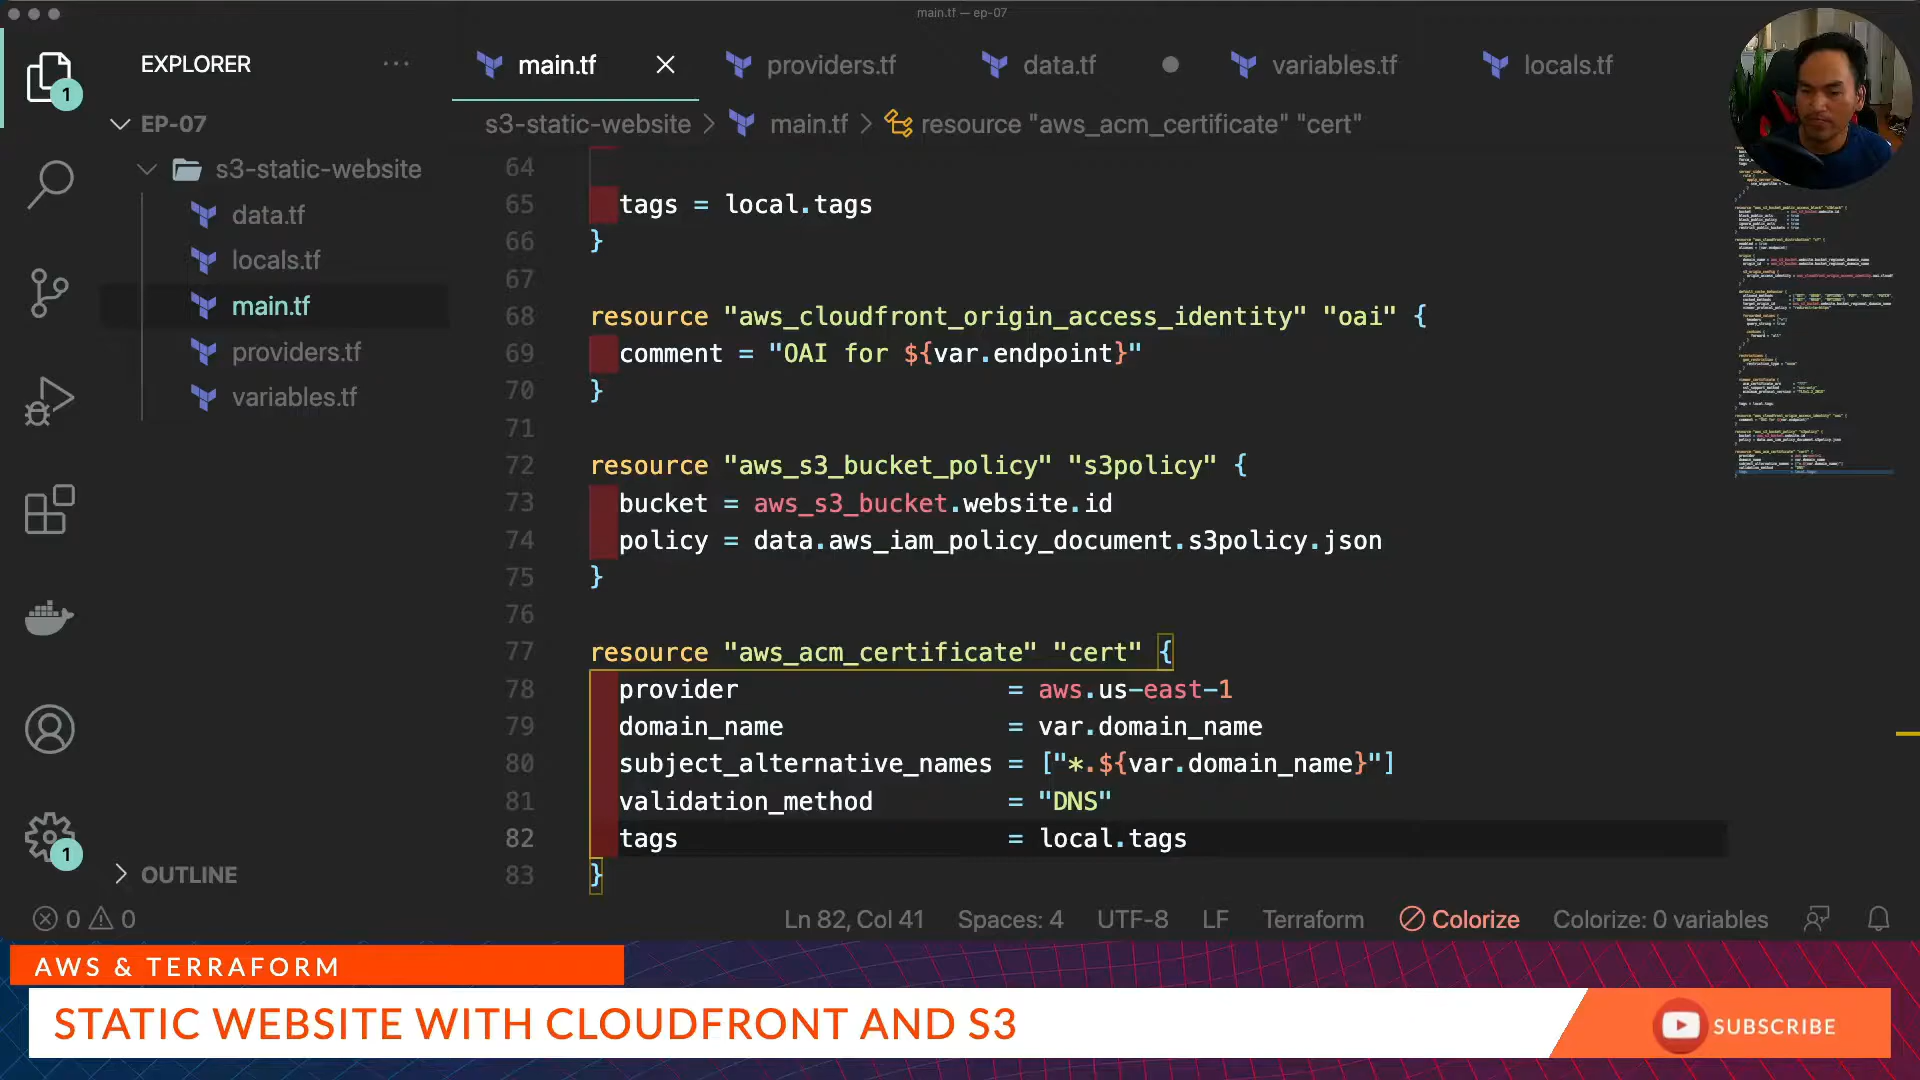 main.tf — ep-07
EXPLORER
main.tf
providers.tf
data.tf
variables.tf
locals.tf
1
EP-07
s3-static-website > main.tf > resource "aws_acm_certificate" "cert"
s3-static-website
data.tf
locals.tf
main.tf
providers.tf
variables.tf
64
65 tags = local.tags
66 }
67
68 resource "aws_cloudfront_origin_access_identity" "oai" {
69 comment = "OAI for ${var.endpoint}"
70 }
71
72 resource "aws_s3_bucket_policy" "s3policy" {
73 bucket = aws_s3_bucket.website.id
74 policy = data.aws_iam_policy_document.s3policy.json
75 }
76
77 resource "aws_acm_certificate" "cert" {
78 provider = aws.us-east-1
79 domain_name = var.domain_name
80 subject_alternative_names = ["*.${var.domain_name}"]
81 validation_method = "DNS"
82 tags = local.tags
83 }
1
OUTLINE
0 0
Ln 82, Col 41 Spaces: 4 UTF-8 LF Terraform Colorize Colorize: 0 variables
AWS & TERRAFORM
STATIC WEBSITE WITH CLOUDFRONT AND S3
SUBSCRIBE